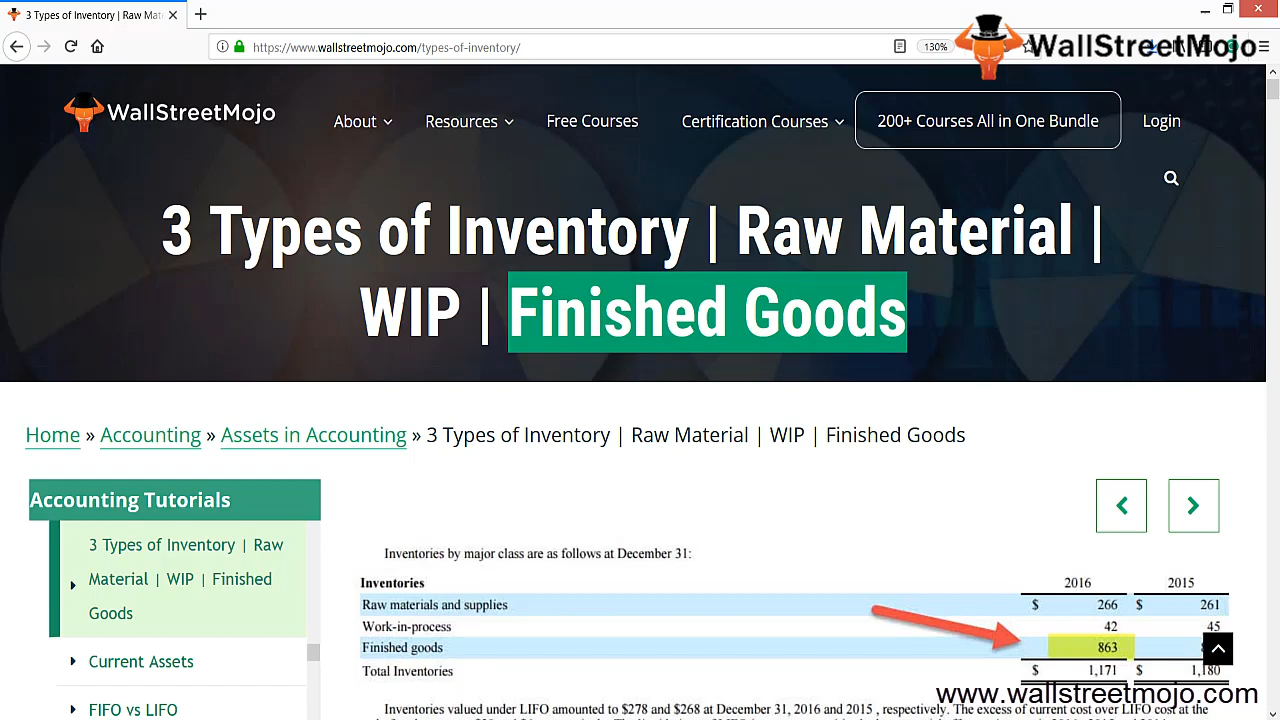 3 Types of Inventory | Raw Mat
https://www.wallstreetmojo.com/types-of-inventory/
130%
WallStreetMojo
WallStreetMojo
About
Resources
Free Courses
Certification Courses
200+ Courses All in One Bundle
Login
3 Types of Inventory | Raw Material |
WIP | Finished Goods
Home » Accounting » Assets in Accounting » 3 Types of Inventory | Raw Material | WIP | Finished Goods
Accounting Tutorials
3 Types of Inventory | Raw
Material | WIP | Finished
Goods
Current Assets
FIFO vs LIFO
Inventories by major class are as follows at December 31:
Inventories 2016 2015
Raw materials and supplies $ 266 $ 261
Work-in-process 42 45
Finished goods 863
Total Inventories $ 1,171 $ 1,180
Inventories valued under LIFO amounted to $278 and $268 at December 31, 2016 and 2015 , respectively. The excess of current cost over LIFO cost at the
www.wallstreetmojo.com